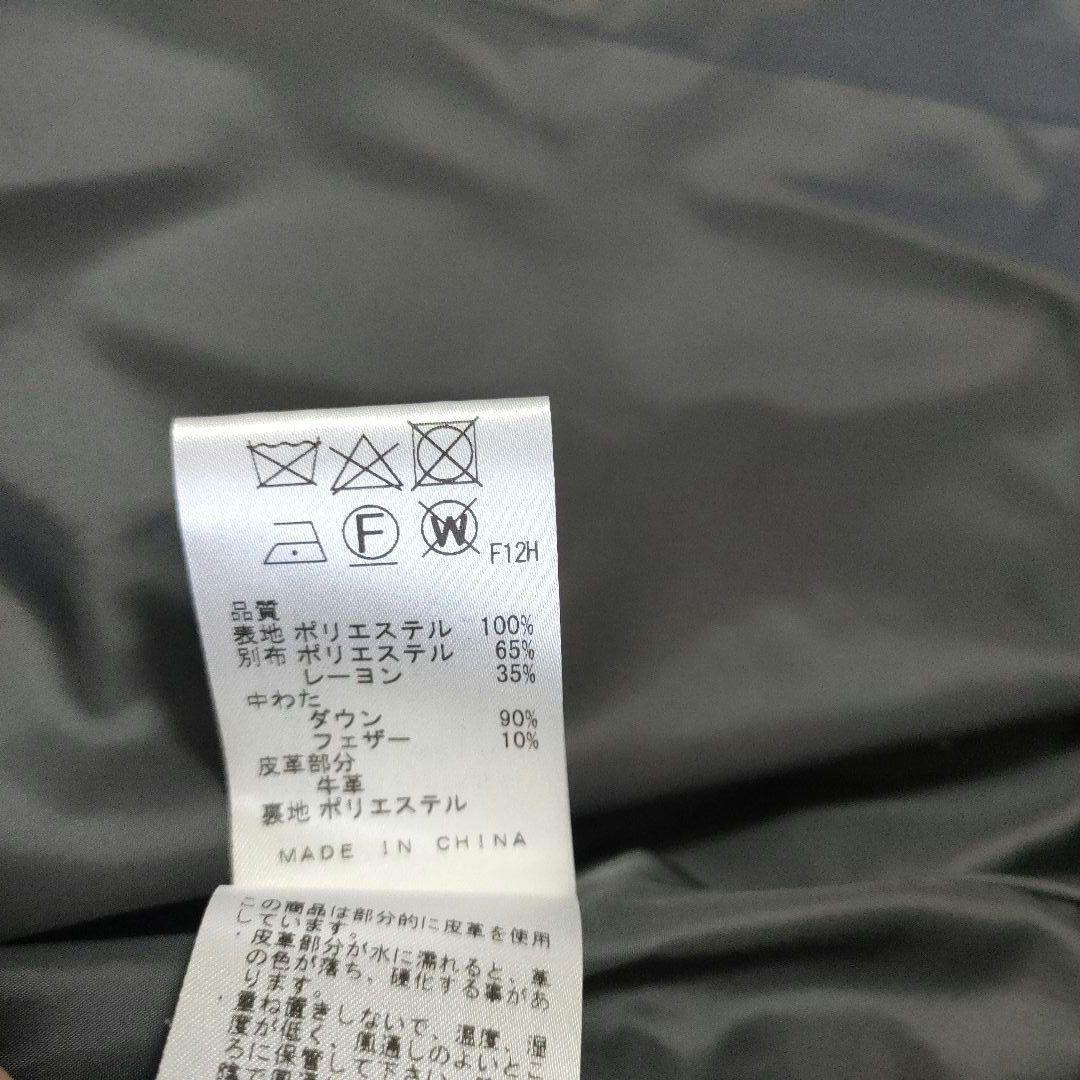 F
W
F12H
品質
表地 ポリエステル 100%
別布 ポリエステル 65%
レーヨン 35%
中わた
ダウン 90%
フェザー 10%
皮革部分
牛革
裏地 ポリエステル
MADE IN CHINA
この商品は部分的に皮革を使用
しています。
・皮革部分が水に濡れると、革
の色が落ち、硬化する事があ
ります。
・重ね置きしないで、温度、湿
度が低く、風通しのよいとこ
ろに保管して下さい